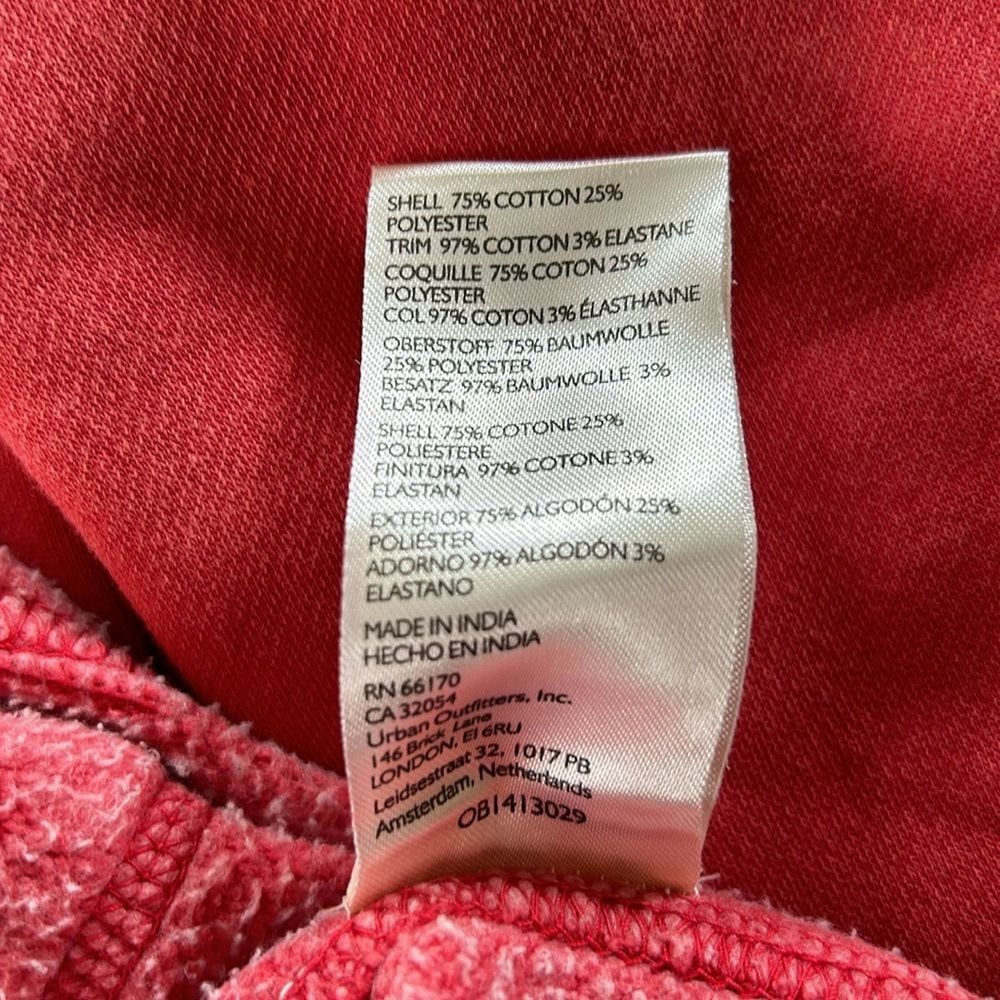 SHELL 75% COTTON 25%
POLYESTER
TRIM 97% COTTON 3% ELASTANE
COQUILLE 75% COTON 25%
POLYESTER
COL 97% COTON 3% ÉLASTHANNE
OBERSTOFF 75% BAUMWOLLE
25% POLYESTER
BESATZ 97% BAUMWOLLE 3%
ELASTAN
SHELL 75% COTONE 25%
POLIESTERE
FINITURA 97% COTONE 3%
ELASTAN
EXTERIOR 75% ALGODÓN 25%
POLIÉSTER
ADORNO 97% ALGODÓN 3%
ELASTANO
MADE IN INDIA
HECHO EN INDIA
RN 66170
CA 32054
Urban Outfitters, Inc.
146 Brick Lane
LONDON, E1 6RU
Leidsestraat 32, 1017 PB
Amsterdam, Netherlands
OB1413029